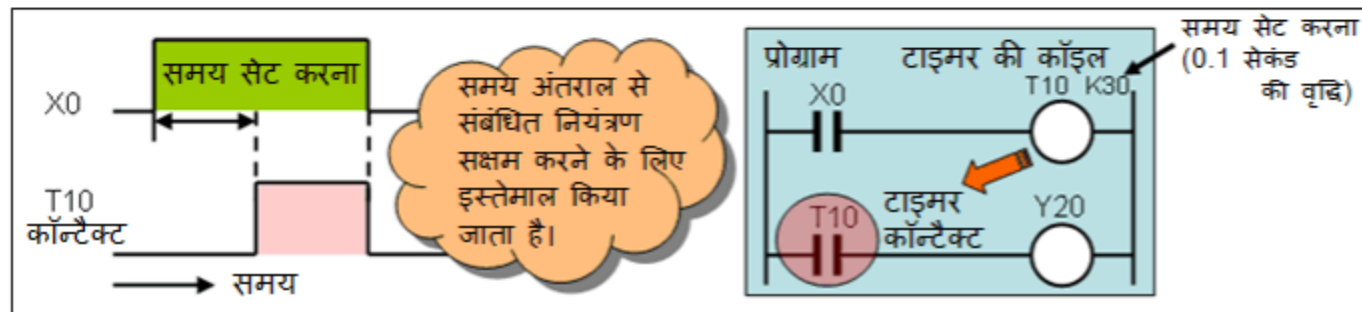 समय सेट करना
X0
T10
कॉन्टैक्ट
समय
समय अंतराल से
संबंधित नियंत्रण
सक्षम करने के लिए
इस्तेमाल किया
जाता है।
प्रोग्राम
टाइमर की कॉइल
X0
T10 K30
T10
टाइमर
कॉन्टैक्ट
Y20
समय सेट करना
(0.1 सेकंड
की वृद्धि)